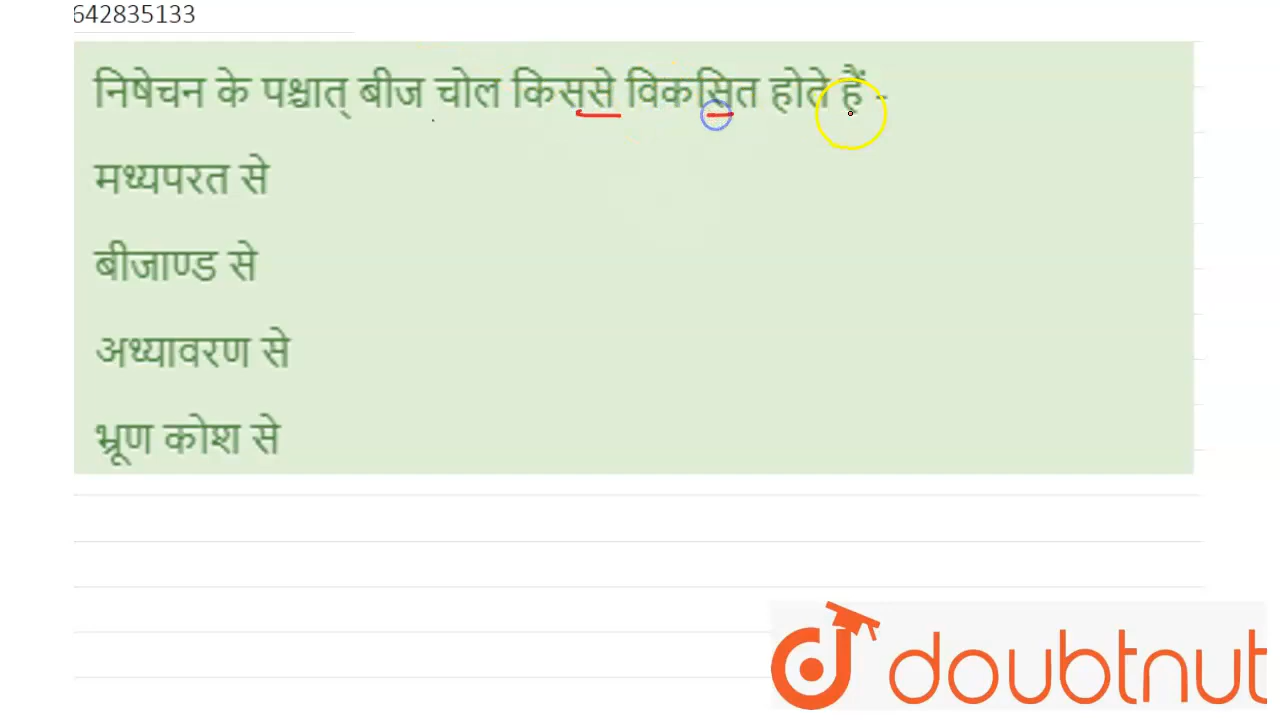 642835133
निषेचन के पश्चात् बीज चोल किससे विकसित होते हैं -
मध्यपरत से
बीजाण्ड से
अध्यावरण से
भ्रूण कोश से
doubtnut